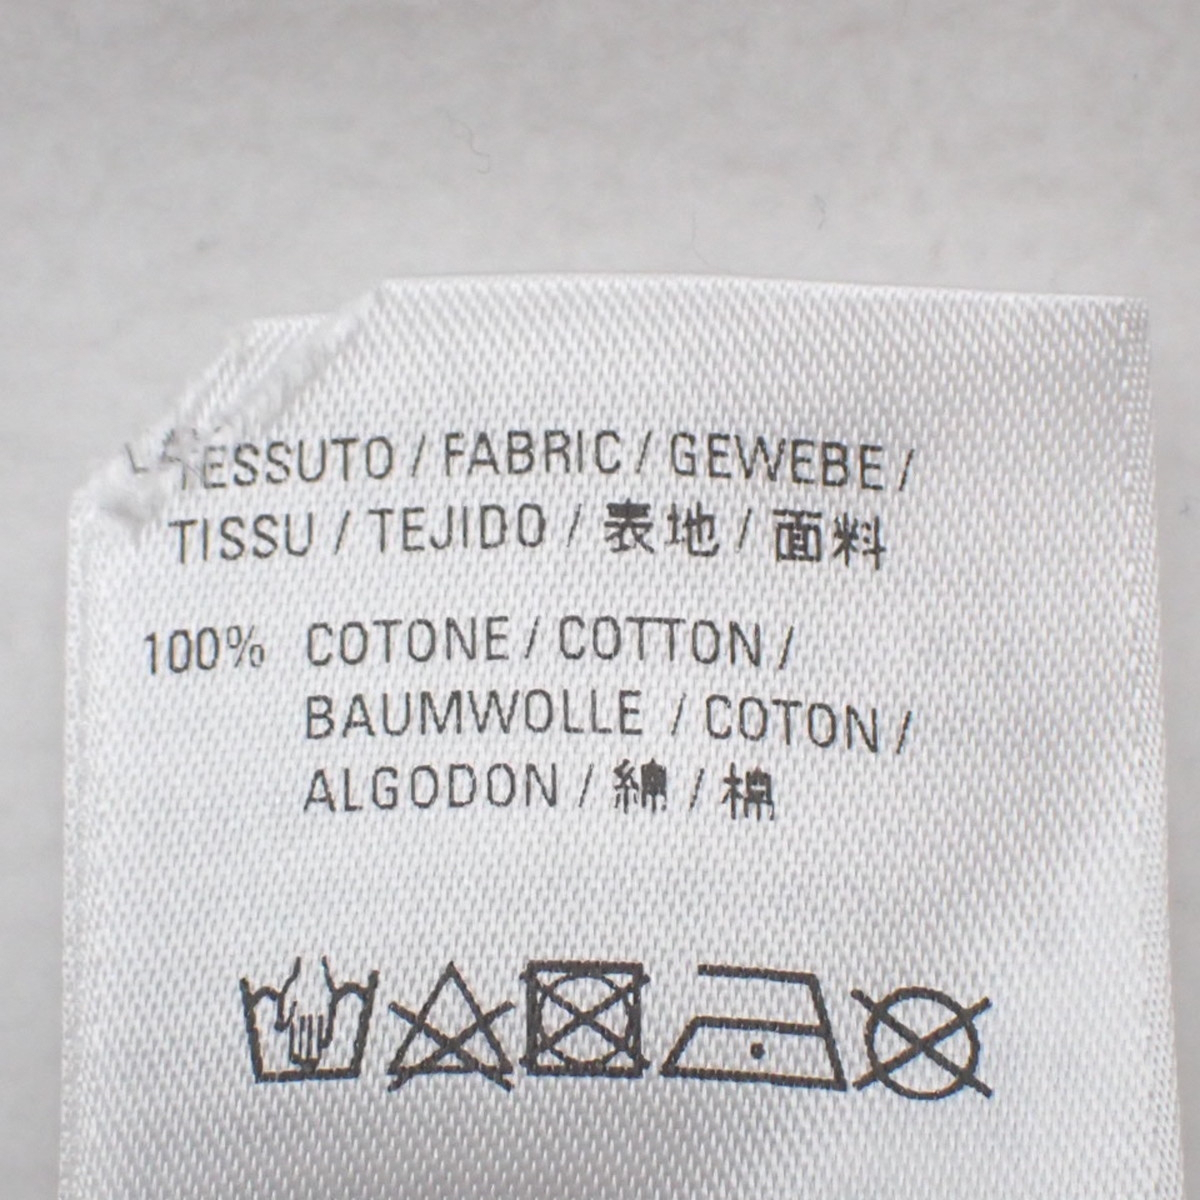 TESSUTO / FABRIC / GEWEBE /
TISSU / TEJIDO / 表地 / 面料
100% COTONE / COTTON /
BAUMWOLLE / COTON /
ALGODON / 綿 / 棉